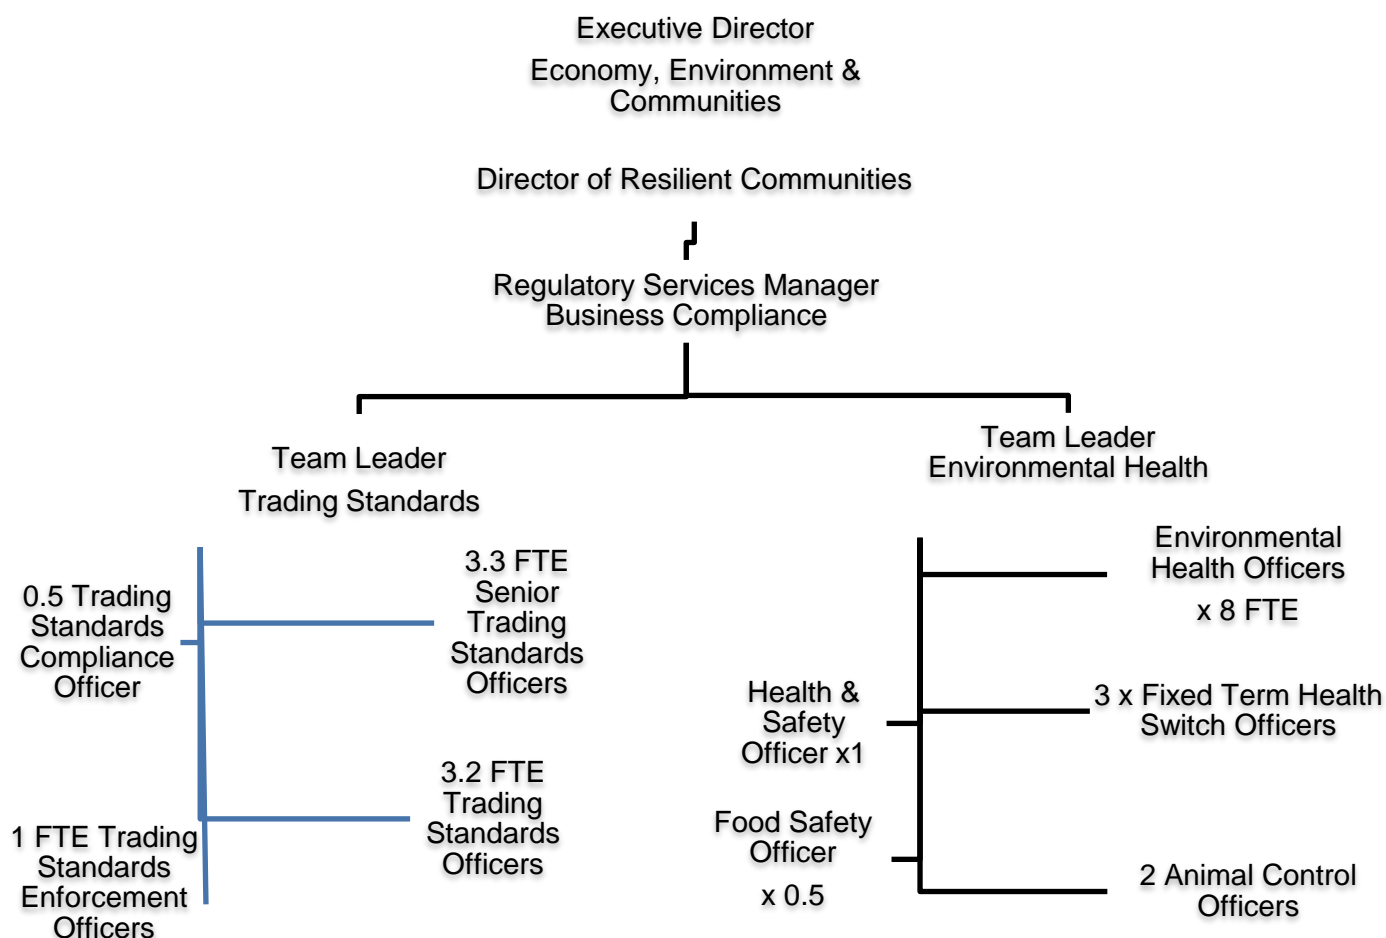 Executive Director
Economy, Environment &
Communities
Director of Resilient Communities
Regulatory Services Manager
Business Compliance
Team Leader
Trading Standards
0.5 Trading
Standards
Compliance
Officer
3.3 FTE
Senior
Trading
Standards
Officers
1 FTE Trading
Standards
Enforcement
Officers
3.2 FTE
Trading
Standards
Officers
Team Leader
Environmental Health
Environmental
Health Officers
x 8 FTE
Health &
Safety
Officer x1
3 x Fixed Term Health
Switch Officers
Food Safety
Officer
x 0.5
2 Animal Control
Officers